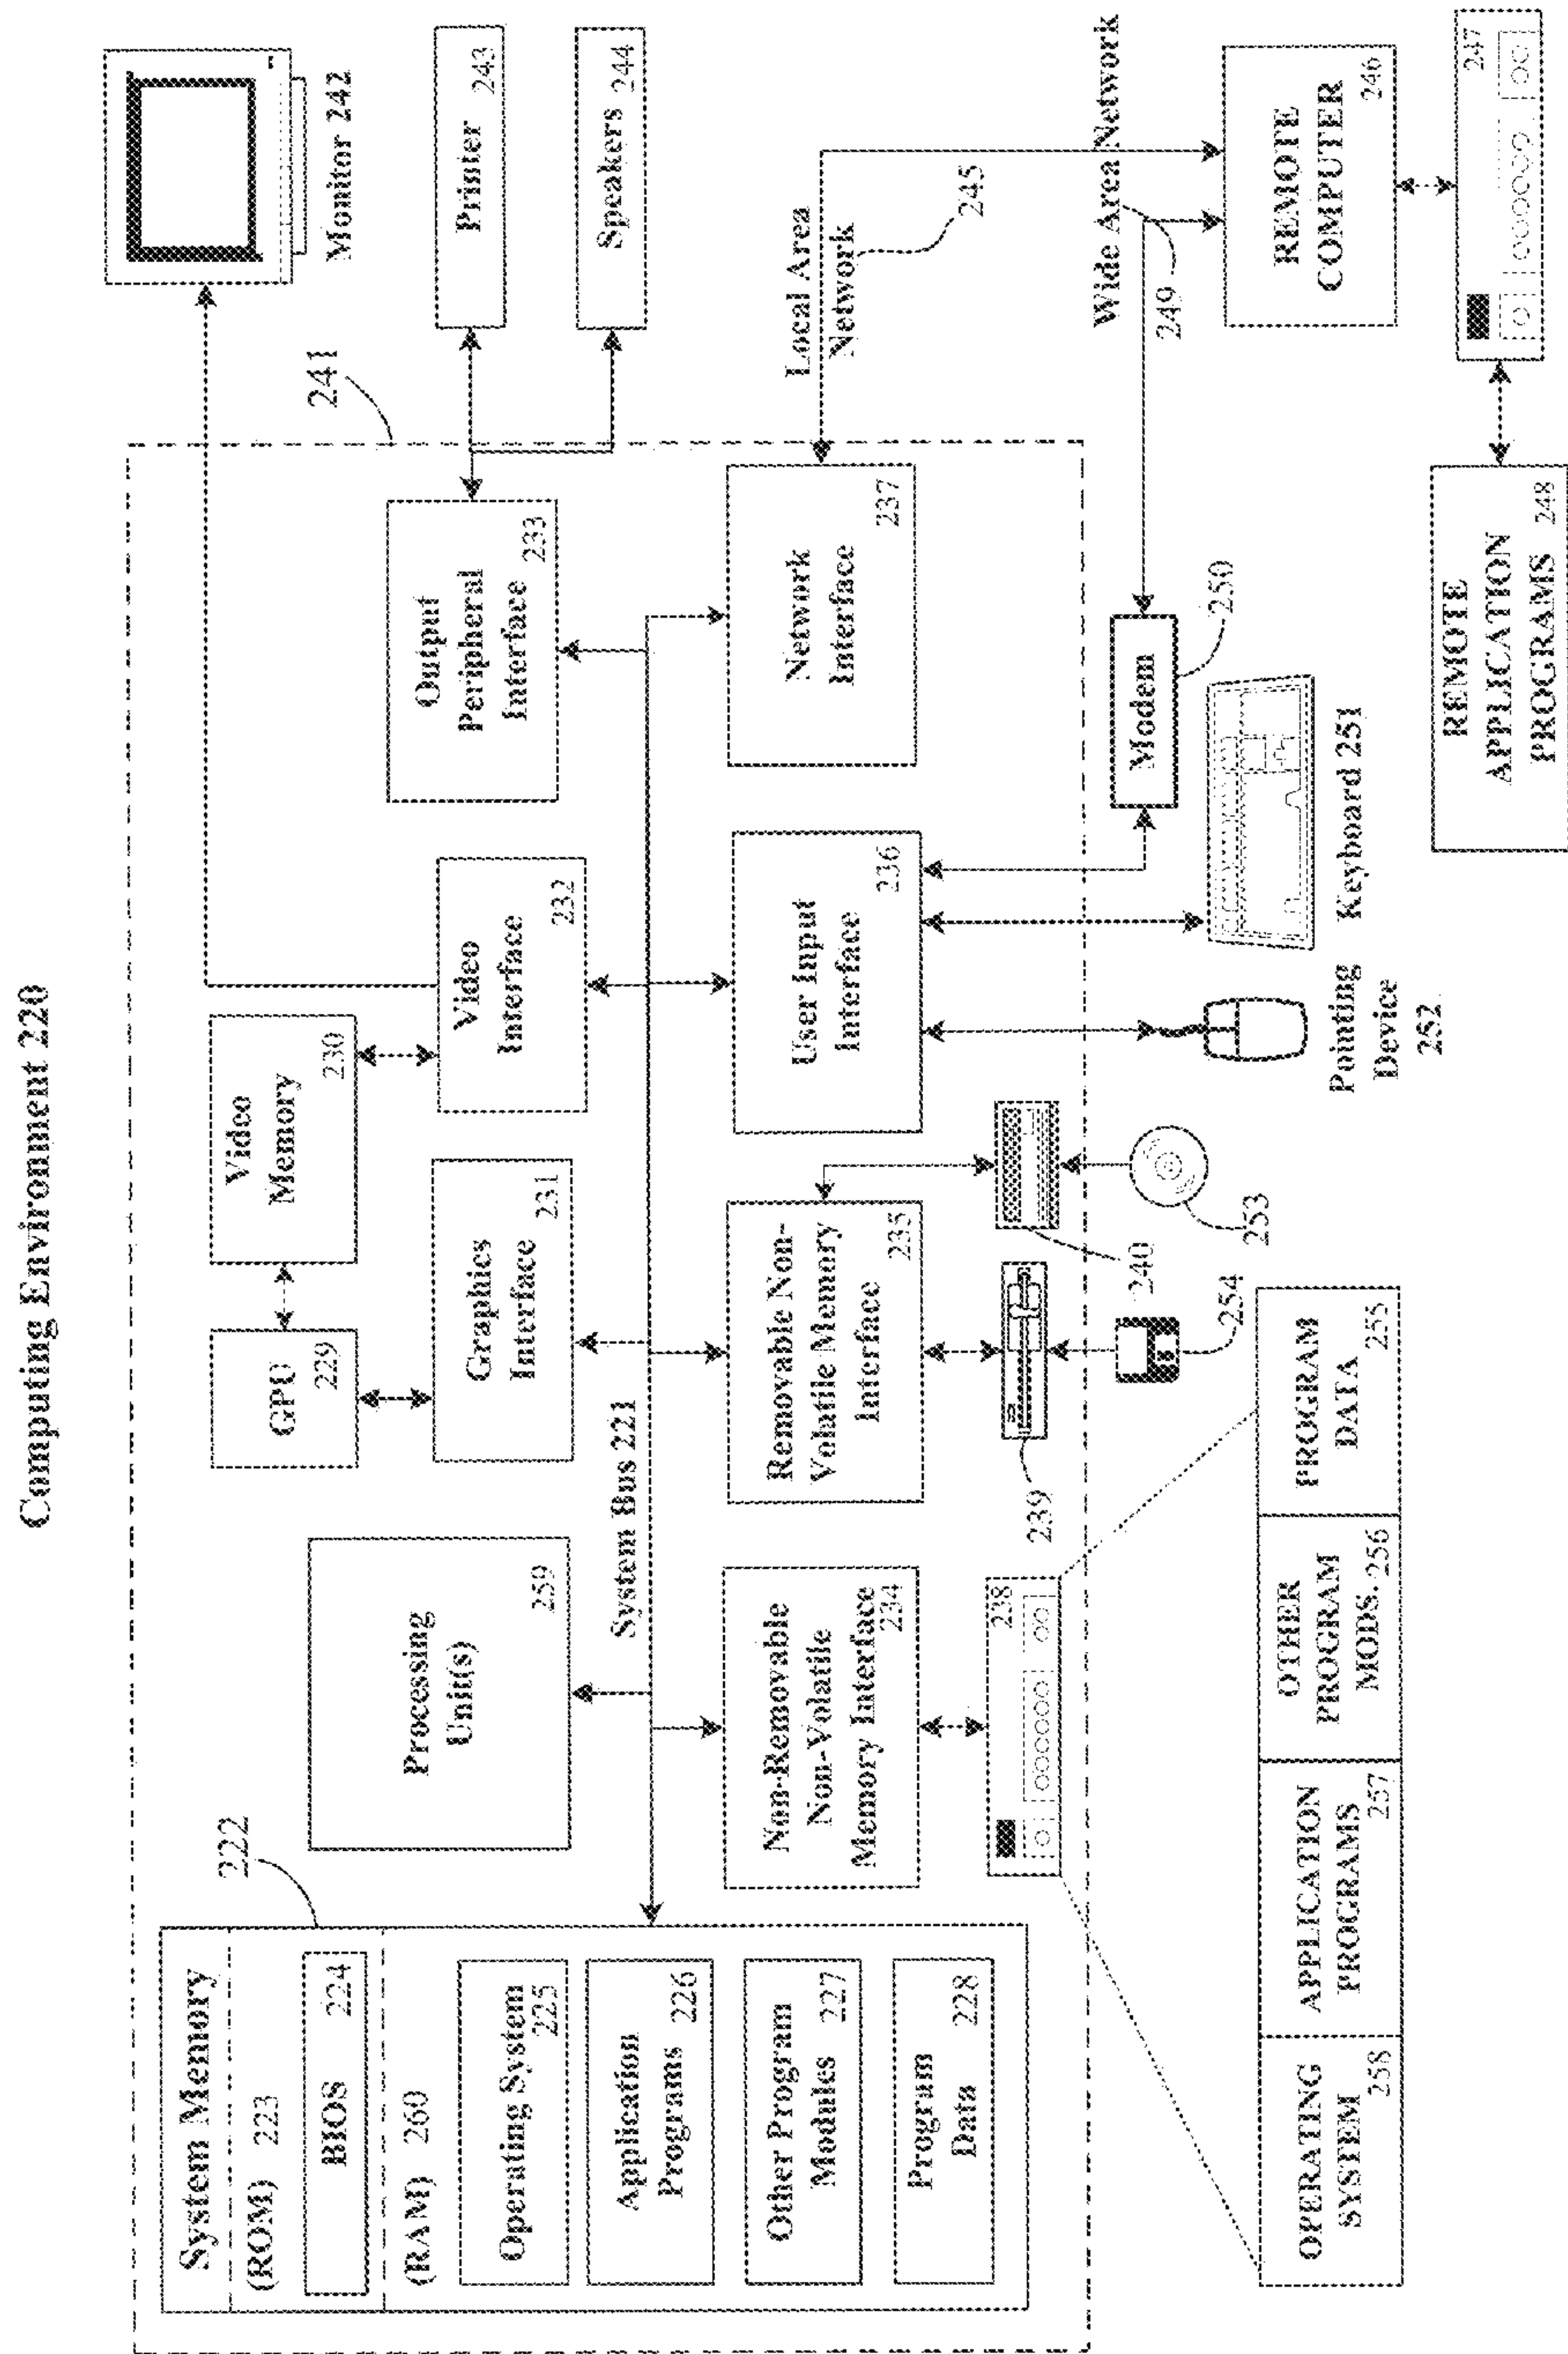 Computing Environment 220
222
System Memory
(ROM) 223
BIOS 224
(RAM) 260
Operating System
225
Application
Programs 226
Other Program
Modules 227
Program
Data 228
Processing
Unit(s)
259
System Bus 221
GPU
229
Video
Memory
230
Graphics
Interface
231
Video
Interface
232
Output
Peripheral
Interface
233
241
Monitor 242
Printer
243
Speakers 244
Non-Removable
Non-Volatile
Memory Interface
234
Removable Non-
Volatile Memory
Interface
235
User Input
Interface
236
Network
Interface
237
Local Area
Network
245
238
239
240
254
253
Pointing
Device
252
Keyboard 251
Modem
250
Wide Area Network
249
REMOTE
COMPUTER
246
247
REMOTE
APPLICATION
PROGRAMS 248
OPERATING
SYSTEM
258
APPLICATION
PROGRAMS
257
OTHER
PROGRAM
MODS. 256
PROGRAM
DATA
255